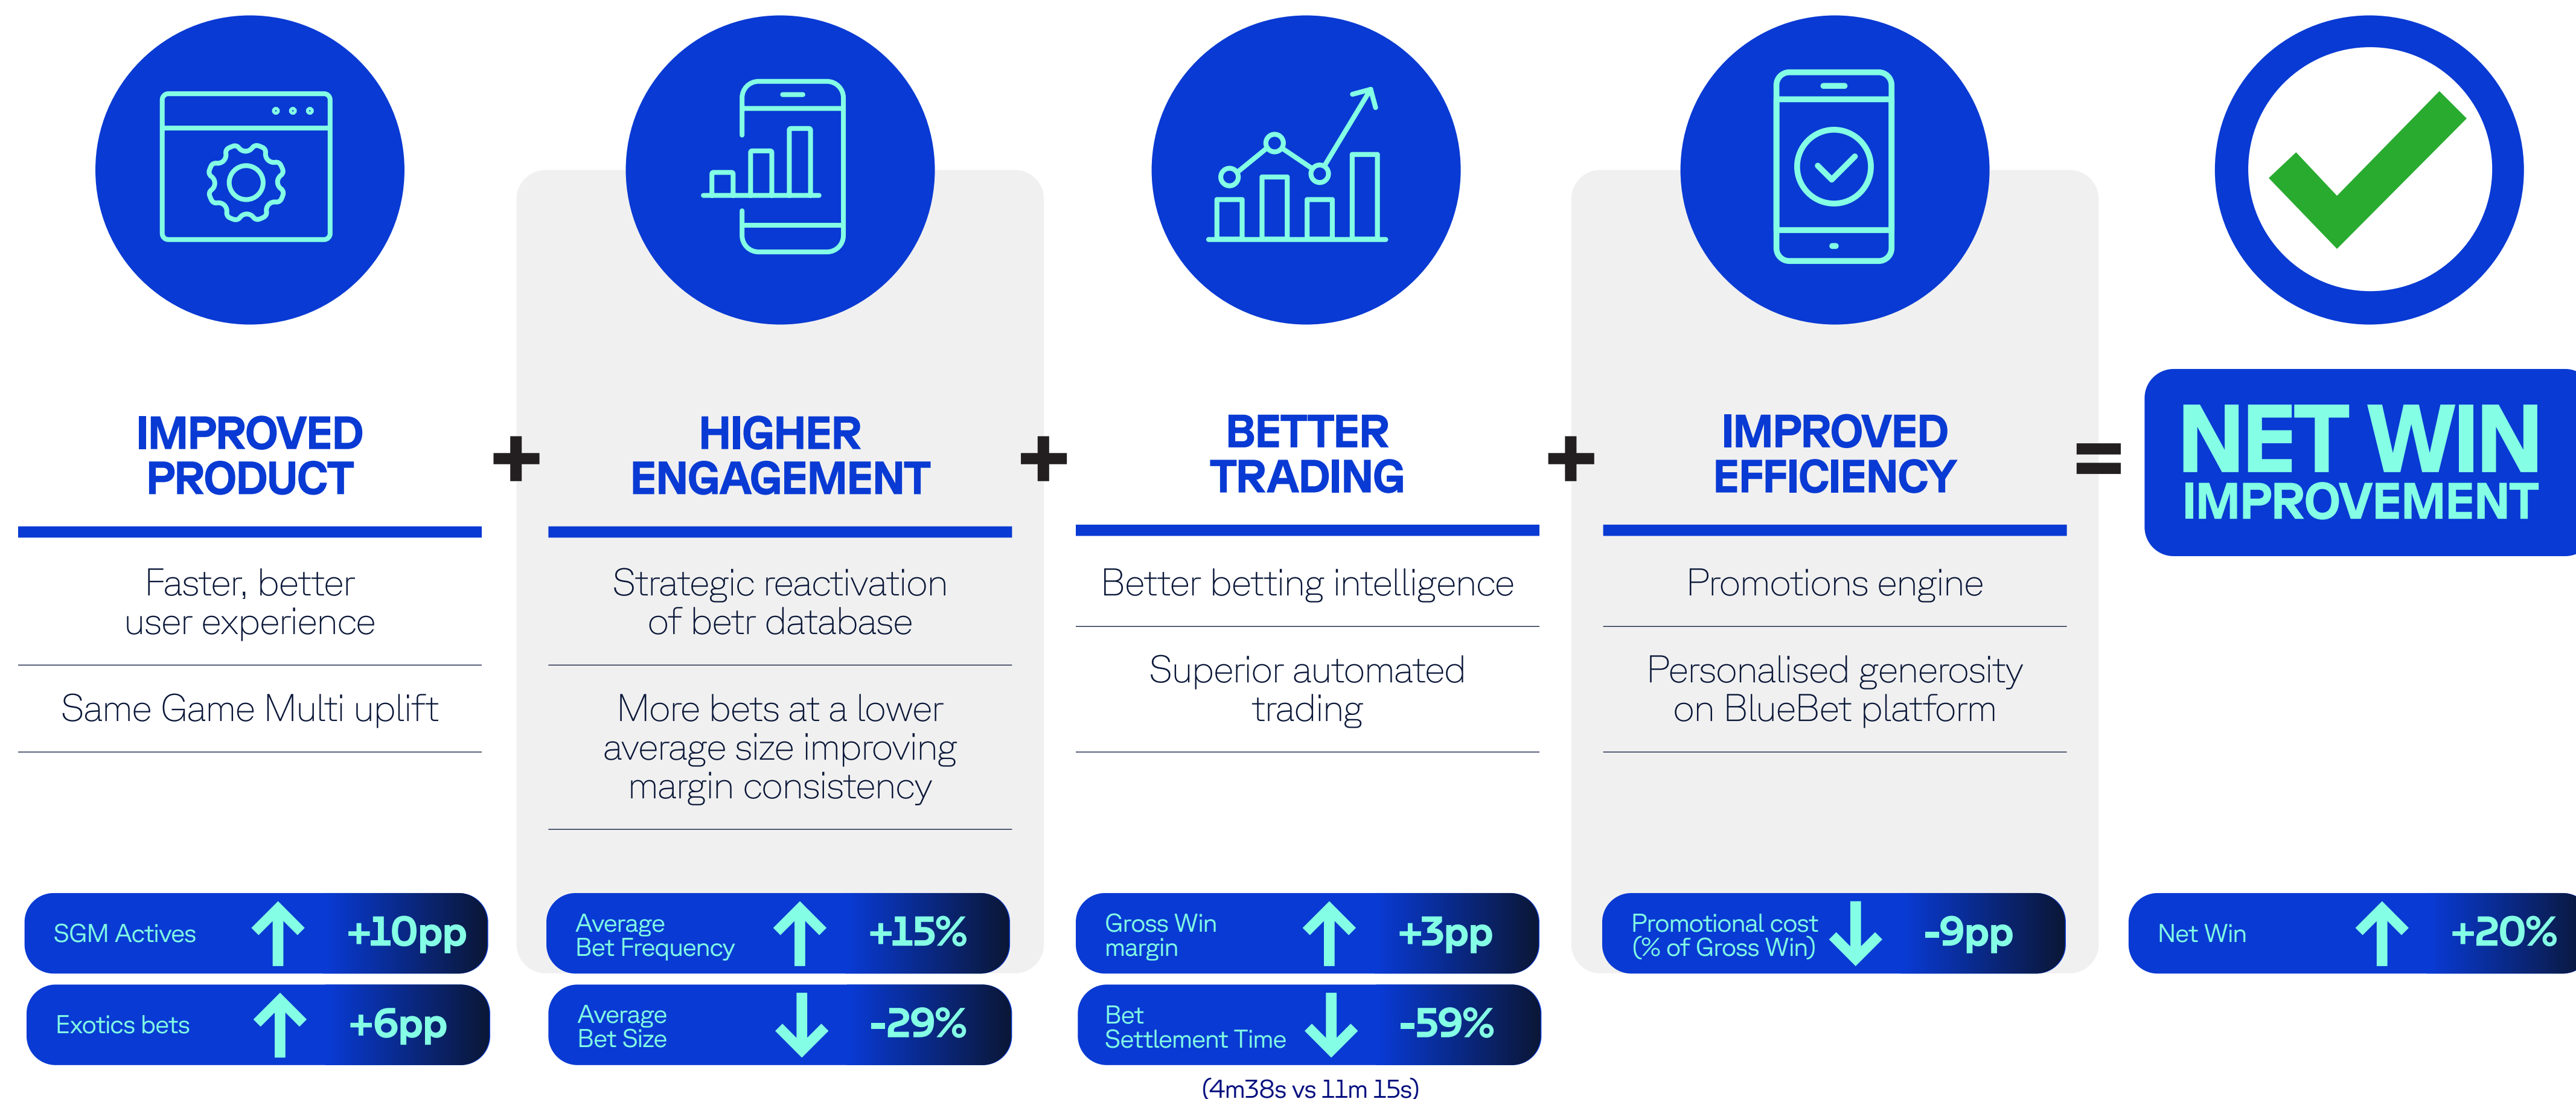 IMPROVED
PRODUCT
Faster, better
user experience
Same Game Multi uplift
SGM Actives +10pp
Exotics bets +6pp
+
HIGHER
ENGAGEMENT
Strategic reactivation
of betr database
More bets at a lower
average size improving
margin consistency
Average
Bet Frequency
+15%
Average
Bet Size
-29%
+
BETTER
TRADING
Better betting intelligence
Superior automated
trading
Gross Win
margin
+3pp
Bet
Settlement Time
-59%
(4m38s vs 11m 15s)
+
IMPROVED
EFFICIENCY
Promotions engine
Personalised generosity
on BlueBet platform
Promotional cost
(% of Gross Win)
-9pp
=
NET WIN
IMPROVEMENT
Net Win +20%